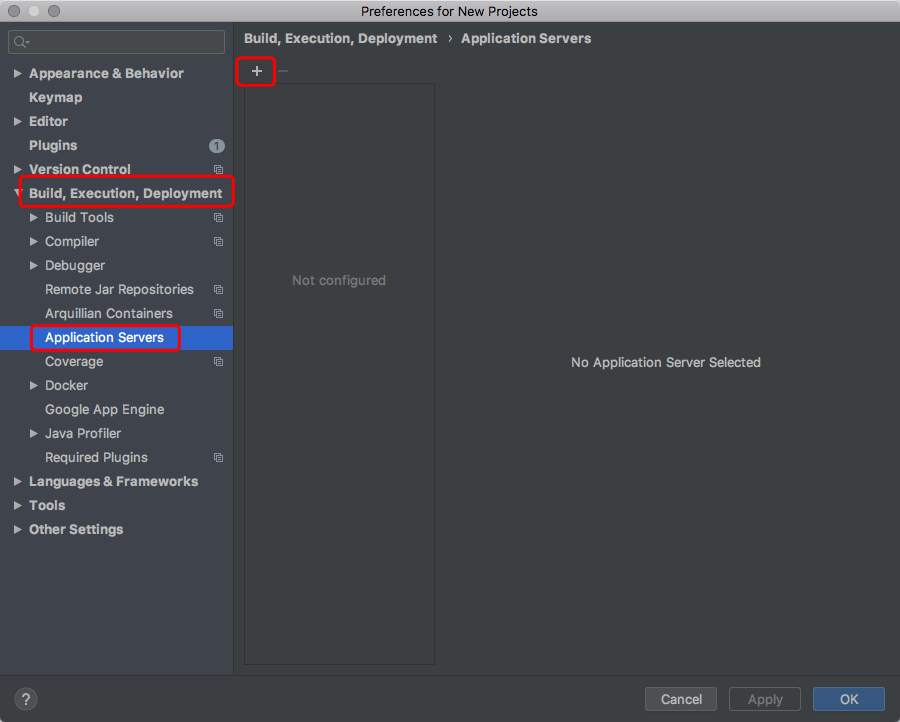 Preferences for New Projects
Build, Execution, Deployment › Application Servers
Appearance & Behavior
Keymap
Editor
Plugins 1
Version Control
Build, Execution, Deployment
Build Tools
Compiler
Debugger
Remote Jar Repositories
Arquillian Containers
Application Servers
Coverage
Docker
Google App Engine
Java Profiler
Required Plugins
Languages & Frameworks
Tools
Other Settings
Not configured
No Application Server Selected
? Cancel Apply OK